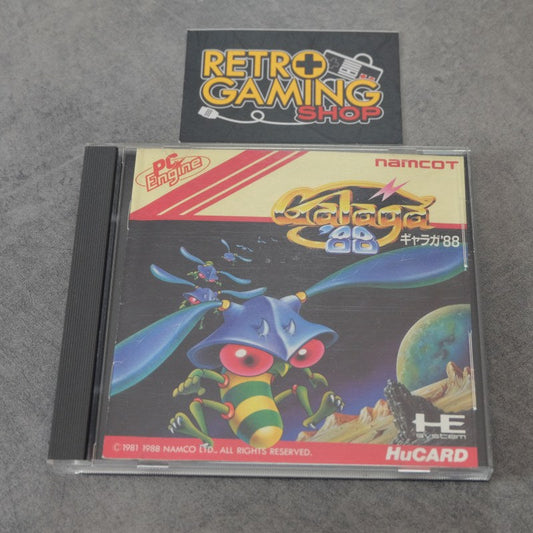 RETRO
GAMING
SHOP
PC
Engine
namcot
Galaga
'88
ギャラガ'88
HE
SYSTEM
© 1981 1988 NAMCO LTD., ALL RIGHTS RESERVED.
HuCARD